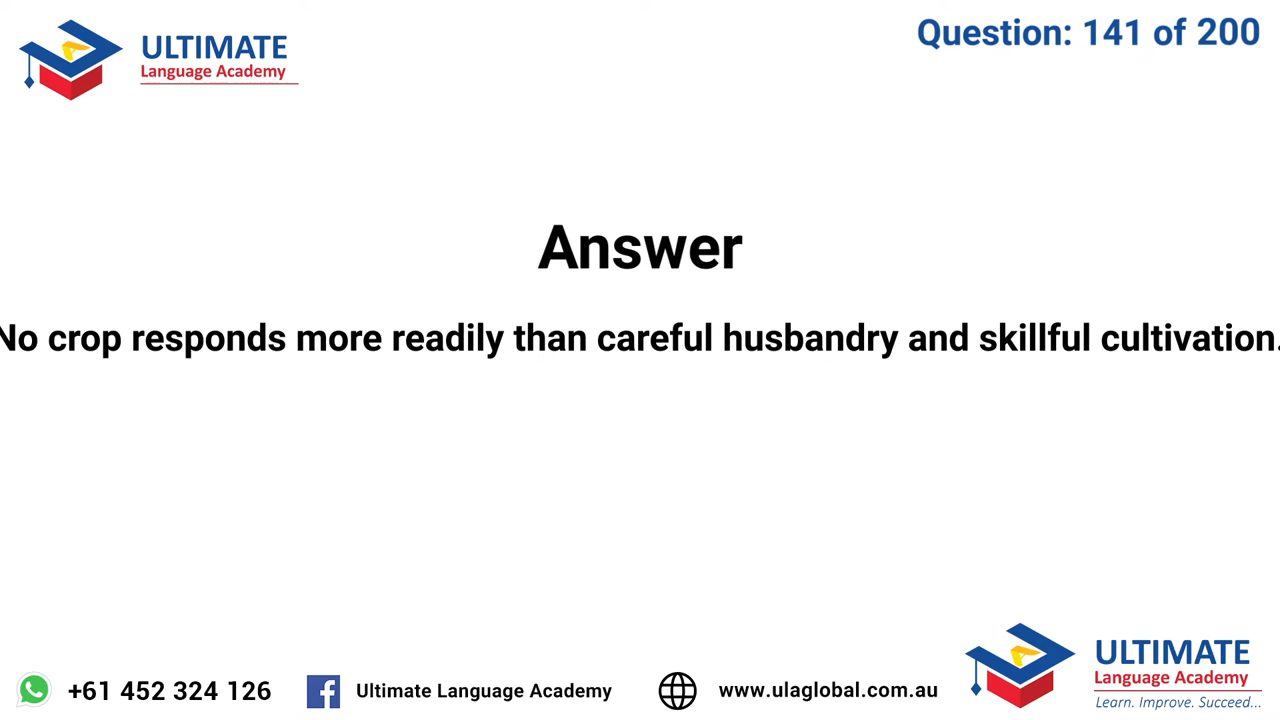 ULTIMATE
Language Academy
Question: 141 of 200
Answer
No crop responds more readily than careful husbandry and skillful cultivation.
+61 452 324 126
Ultimate Language Academy
www.ulaglobal.com.au
ULTIMATE
Language Academy
Learn. Improve. Succeed...